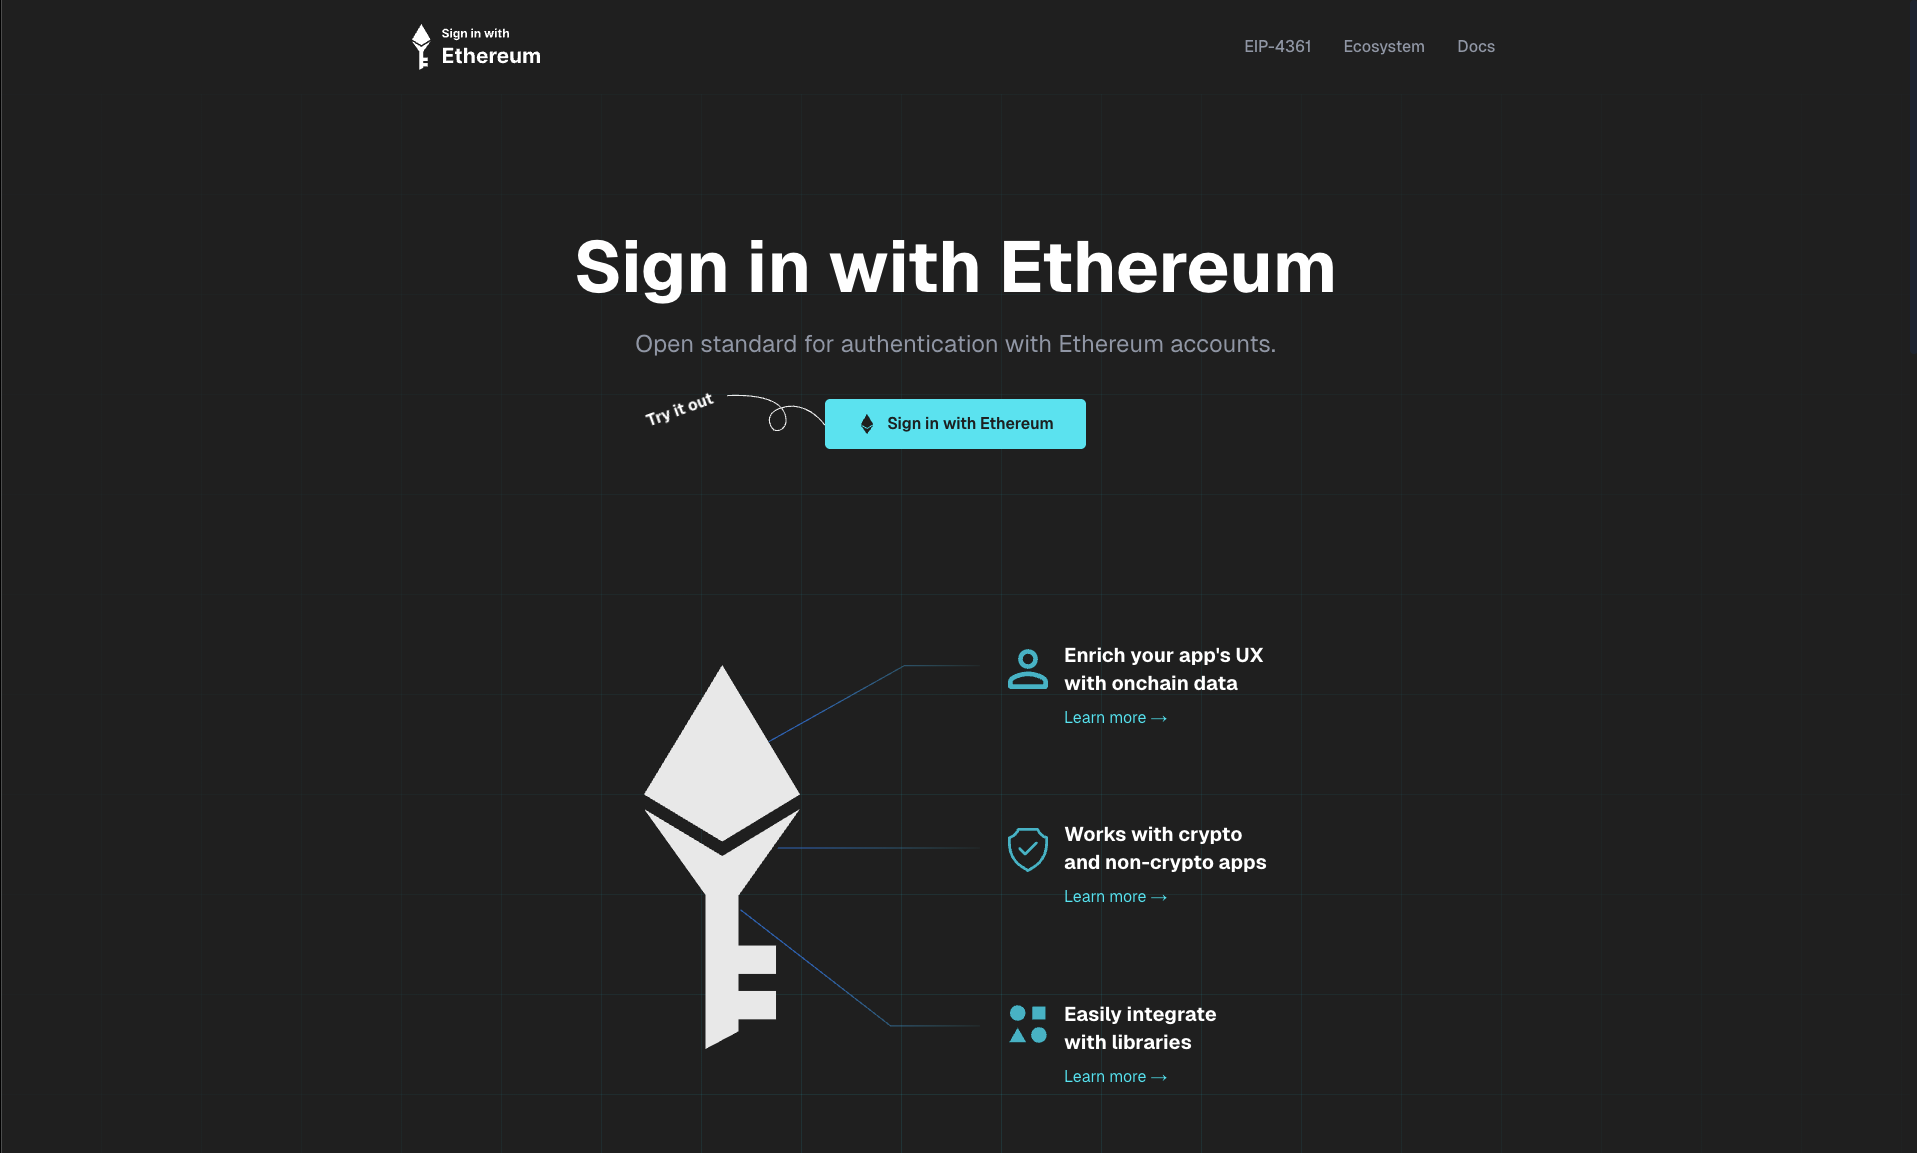 Sign in with
Ethereum
EIP-4361
Ecosystem
Docs
Sign in with Ethereum
Open standard for authentication with Ethereum accounts.
Try it out
Sign in with Ethereum
Enrich your app's UX
with onchain data
Learn more →
Works with crypto
and non-crypto apps
Learn more →
Easily integrate
with libraries
Learn more →